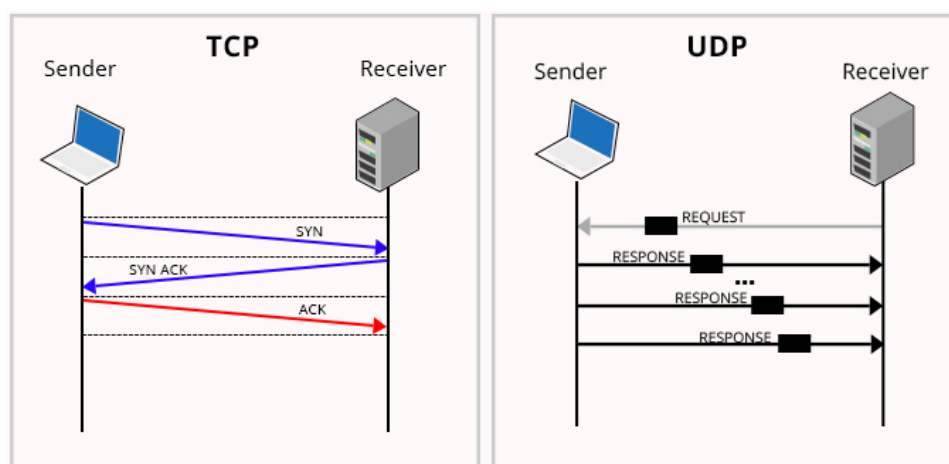 TCP
Sender
Receiver
SYN
SYN ACK
ACK
UDP
Sender
Receiver
REQUEST
RESPONSE
...
RESPONSE
RESPONSE